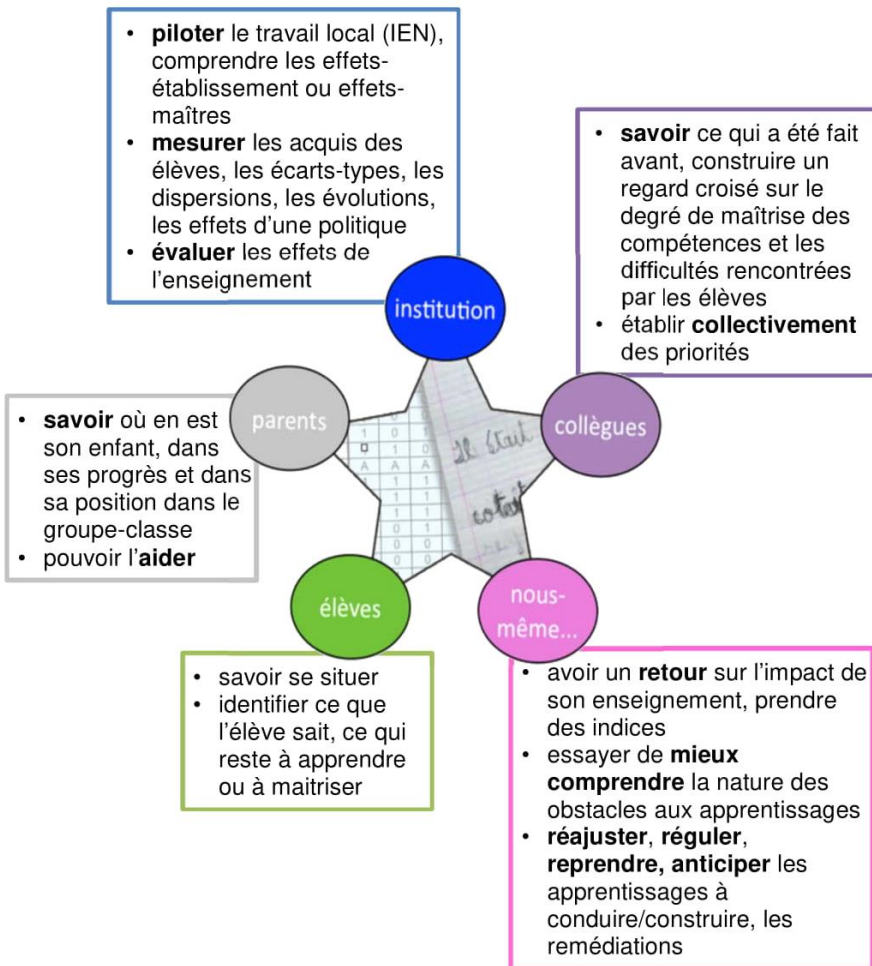 • piloter le travail local (IEN),
comprendre les effets-
établissement ou effets-
maîtres
• mesurer les acquis des
élèves, les écarts-types, les
dispersions, les évolutions,
les effets d'une politique
• évaluer les effets de
l'enseignement
institution
• savoir ce qui a été fait
avant, construire un
regard croisé sur le
degré de maîtrise des
compétences et les
difficultés rencontrées
par les élèves
• établir collectivement
des priorités
collègues
parents
• savoir où en est
son enfant, dans
ses progrès et dans
sa position dans le
groupe-classe
• pouvoir l'aider
Il était
élèves
• savoir se situer
• identifier ce que
l'élève sait, ce qui
reste à apprendre
ou à maitriser
nous-
même...
• avoir un retour sur l'impact de
son enseignement, prendre
des indices
• essayer de mieux
comprendre la nature des
obstacles aux apprentissages
• réajuster, réguler,
reprendre, anticiper les
apprentissages à
conduire/construire, les
remédiations